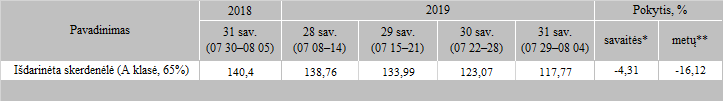 2018 2019 Pokytis, %
Pavadinimas 31 sav. (07 30–08 05) 28 sav. (07 08–14) 29 sav. (07 15–21) 30 sav. (07 22–28) 31 sav. (07 29–08 04) savaitės* metų**
Išdarinėta skerdenėlė (A klasė, 65%) 140,4 138,76 133,99 123,07 117,77 -4,31 -16,12